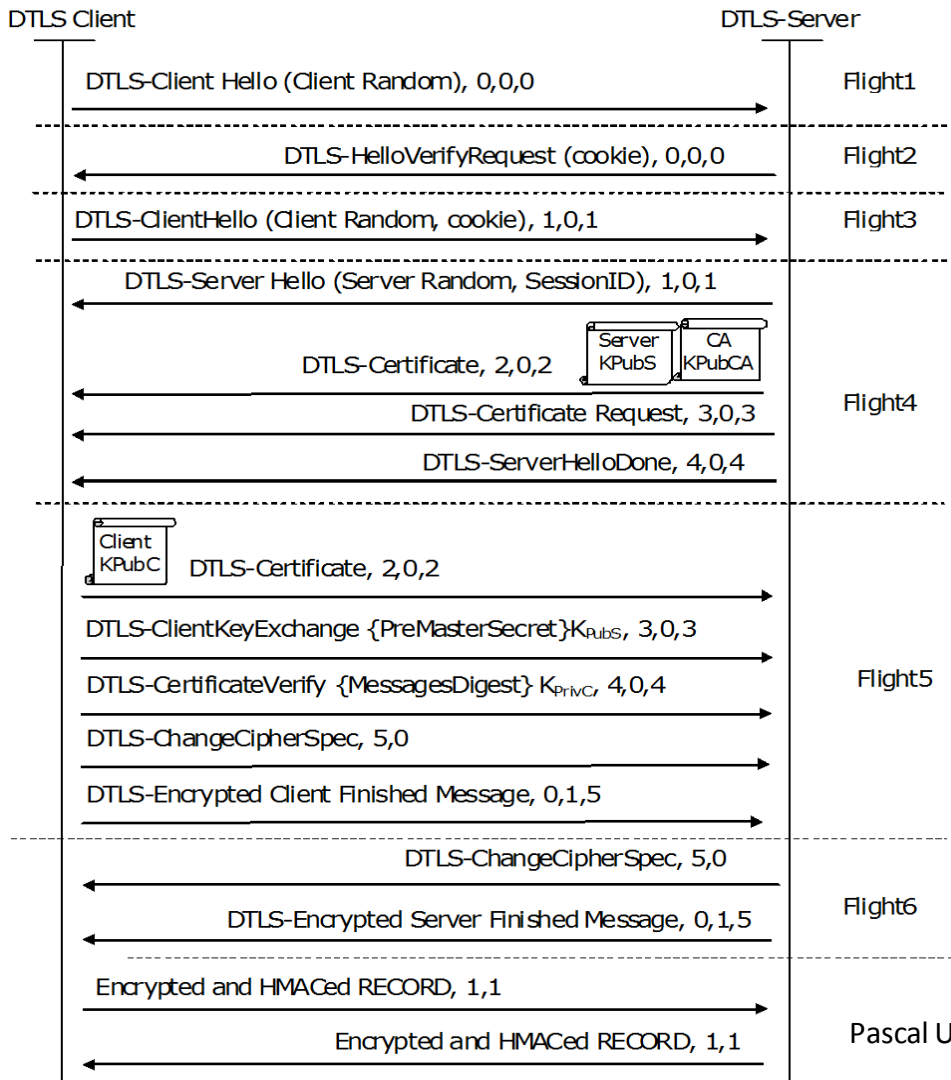 DTLS Client
DTLS-Server
DTLS-Client Hello (Client Random), 0,0,0
Flight1
DTLS-HelloVerifyRequest (cookie), 0,0,0
Flight2
DTLS-ClientHello (Client Random, cookie), 1,0,1
Flight3
DTLS-Server Hello (Server Random, SessionID), 1,0,1
Server
KPubS
CA
KPubCA
DTLS-Certificate, 2,0,2
DTLS-Certificate Request, 3,0,3
Flight4
DTLS-ServerHelloDone, 4,0,4
Client
KPubC
DTLS-Certificate, 2,0,2
DTLS-ClientKeyExchange {PreMasterSecret}KPubS, 3,0,3
DTLS-CertificateVerify {MessagesDigest} KPrivC, 4,0,4
Flight5
DTLS-ChangeCipherSpec, 5,0
DTLS-Encrypted Client Finished Message, 0,1,5
DTLS-ChangeCipherSpec, 5,0
Flight6
DTLS-Encrypted Server Finished Message, 0,1,5
Encrypted and HMACed RECORD, 1,1
Encrypted and HMACed RECORD, 1,1
Pascal U